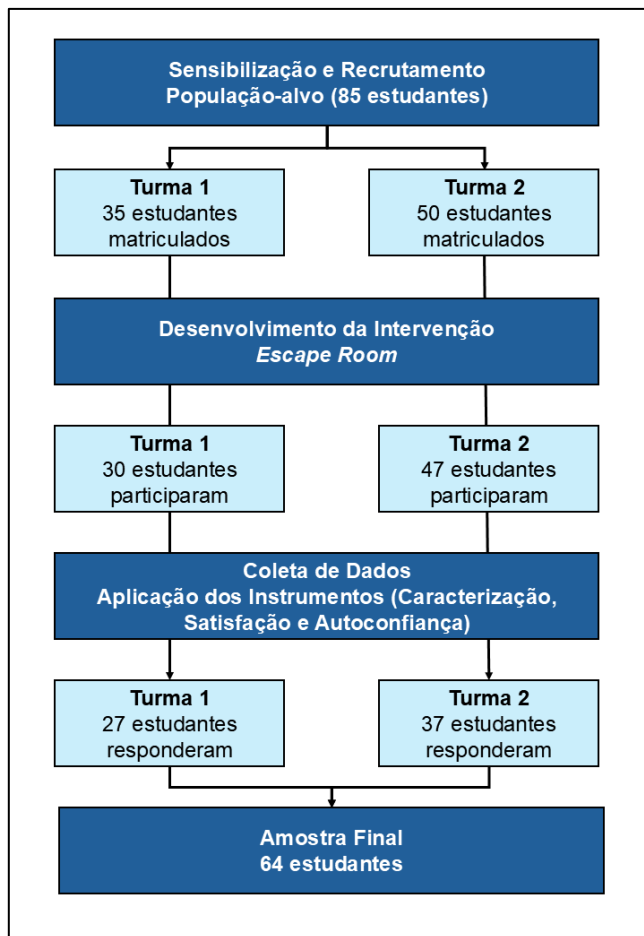 Sensibilização e Recrutamento
População-alvo (85 estudantes)
Turma 1
35 estudantes
matriculados
Turma 2
50 estudantes
matriculados
Desenvolvimento da Intervenção
Escape Room
Turma 1
30 estudantes
participaram
Turma 2
47 estudantes
participaram
Coleta de Dados
Aplicação dos Instrumentos (Caracterização,
Satisfação e Autoconfiança)
Turma 1
27 estudantes
responderam
Turma 2
37 estudantes
responderam
Amostra Final
64 estudantes